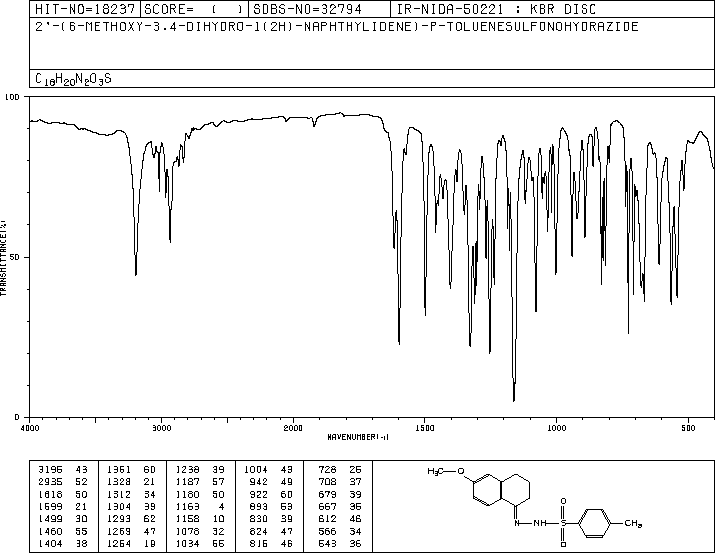 HIT-NO=18237 SCORE= ( ) SDBS-NO=32794 IR-NIDA-50221 : KBR DISC
2'-(6-METHOXY-3.4-DIHYDRO-1(2H)-NAPHTHYLIDENE)-P-TOLUENESULFONOHYDRAZIDE
C18H20N2O3S
100
50
0
TRANSMITTANCE(%)
4000 3000 2000 1500 1000 500
WAVENUMBER(-1)
3195 43 1361 60 1238 39 1004 43 728 25
2935 52 1328 21 1187 57 942 49 708 37
1618 50 1312 34 1180 50 922 60 679 39
1599 21 1304 39 1163 4 893 53 667 35
1499 30 1293 62 1158 10 830 39 612 46
1460 55 1269 47 1078 32 824 47 566 34
1404 38 1254 19 1034 55 816 46 543 36
H3C O
O
N NH S CH3
O